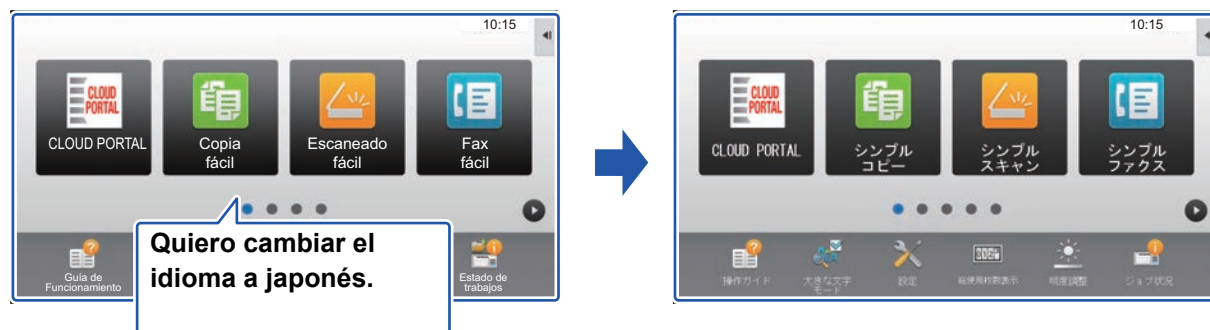 10:15
CLOUD
PORTAL
CLOUD PORTAL
Copia
fácil
Escaneado
fácil
Fax
fácil
Quiero cambiar el
idioma a japonés.
Guía de
Funcionamiento
Estado de
trabajos
10:15
CLOUD
PORTAL
CLOUD PORTAL
シンプル
コピー
シンプル
スキャン
シンプル
ファクス
操作ガイド
大きな文字
モード
設定
総使用枚数表示
明度調整
ジョブ状況